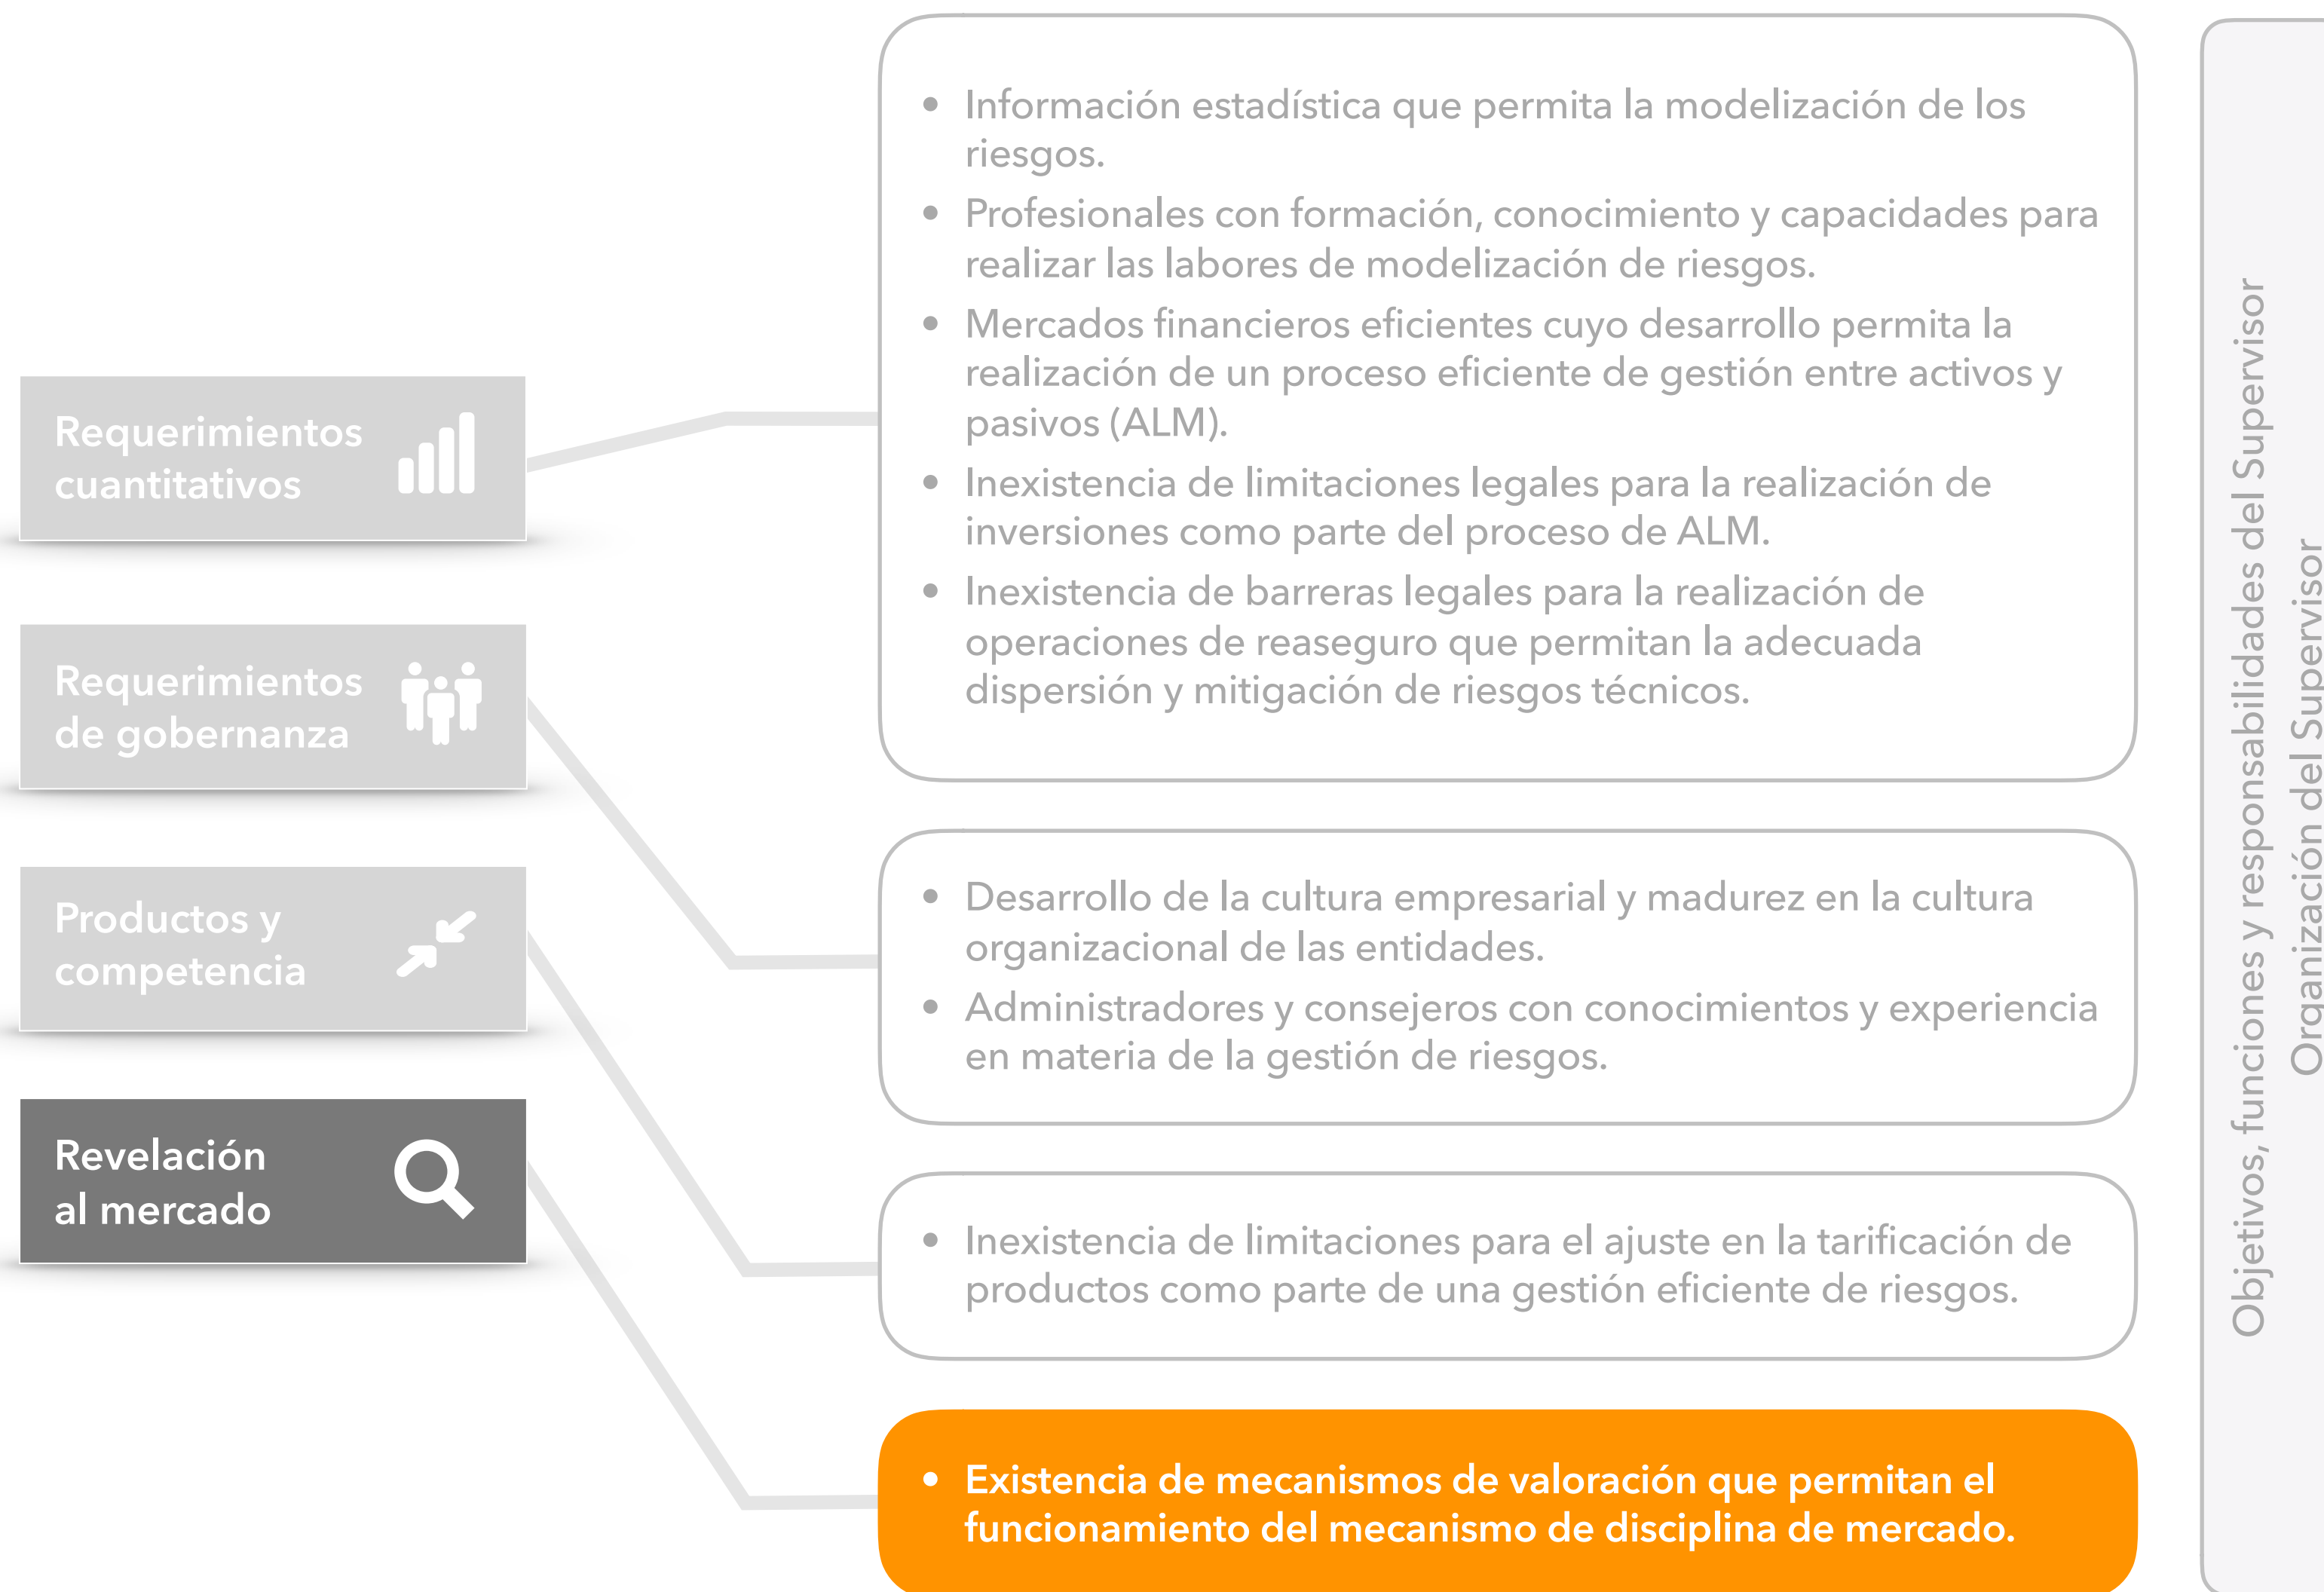 Requerimientos
cuantitativos
Requerimientos
de gobernanza
Productos y
competencia
Revelación
al mercado
• Información estadística que permita la modelización de los
riesgos.
• Profesionales con formación, conocimiento y capacidades para
realizar las labores de modelización de riesgos.
• Mercados financieros eficientes cuyo desarrollo permita la
realización de un proceso eficiente de gestión entre activos y
pasivos (ALM).
• Inexistencia de limitaciones legales para la realización de
inversiones como parte del proceso de ALM.
• Inexistencia de barreras legales para la realización de
operaciones de reaseguro que permitan la adecuada
dispersión y mitigación de riesgos técnicos.
• Desarrollo de la cultura empresarial y madurez en la cultura
organizacional de las entidades.
• Administradores y consejeros con conocimientos y experiencia
en materia de la gestión de riesgos.
• Inexistencia de limitaciones para el ajuste en la tarificación de
productos como parte de una gestión eficiente de riesgos.
• Existencia de mecanismos de valoración que permitan el
funcionamiento del mecanismo de disciplina de mercado.
Objetivos, funciones y responsabilidades del Supervisor
Organización del Supervisor